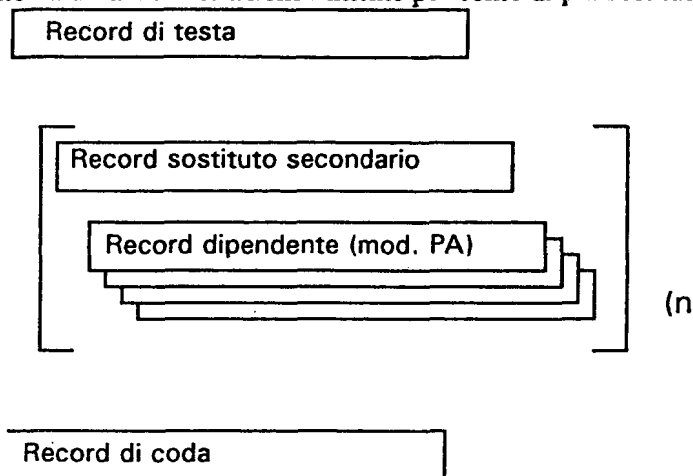 Record di testa
Record sostituto secondario
Record dipendente (mod. PA)
(n
Record di coda